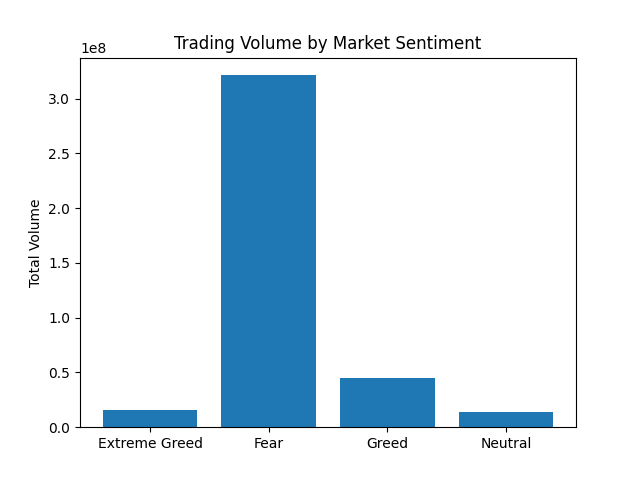 Trading Volume by Market Sentiment
1e8
3.0
2.5
2.0
1.5
1.0
0.5
0.0
Total Volume
Extreme Greed Fear Greed Neutral